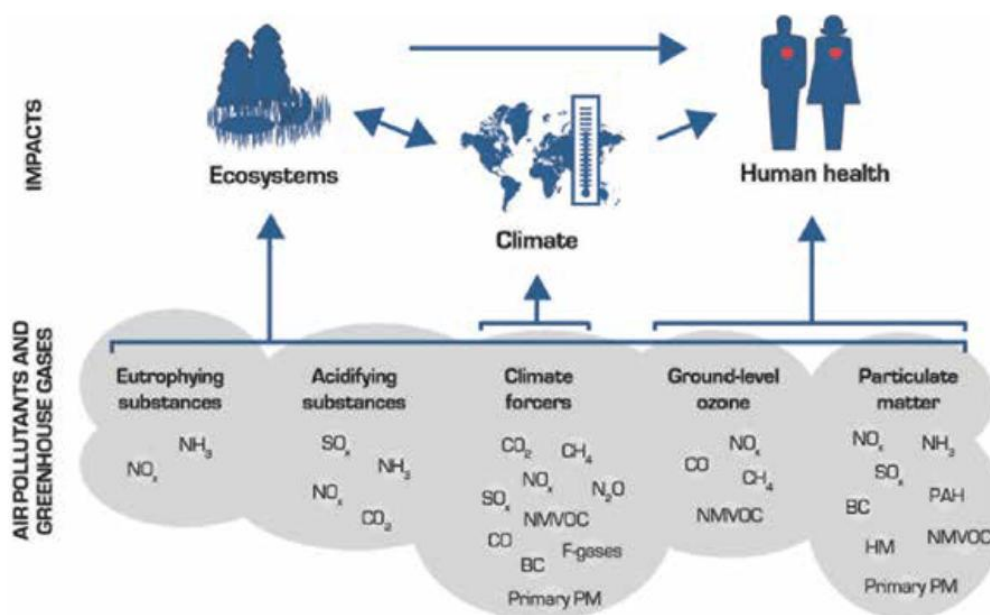 IMPACTS
Ecosystems
Climate
Human health
AIR POLLUTANTS AND
GREENHOUSE GASES
Eutrophying
substances
NH₃
NOₓ
Acidifying
substances
SOₓ
NH₃
NOₓ
CO₂
Climate
forcers
CO₂
CH₄
NOₓ
N₂O
SOₓ
NMVOC
CO
F-gases
BC
Primary PM
Ground-level
ozone
NOₓ
CO
CH₄
NMVOC
Particulate
matter
NOₓ
NH₃
SOₓ
PAH
BC
NMVOC
HM
Primary PM